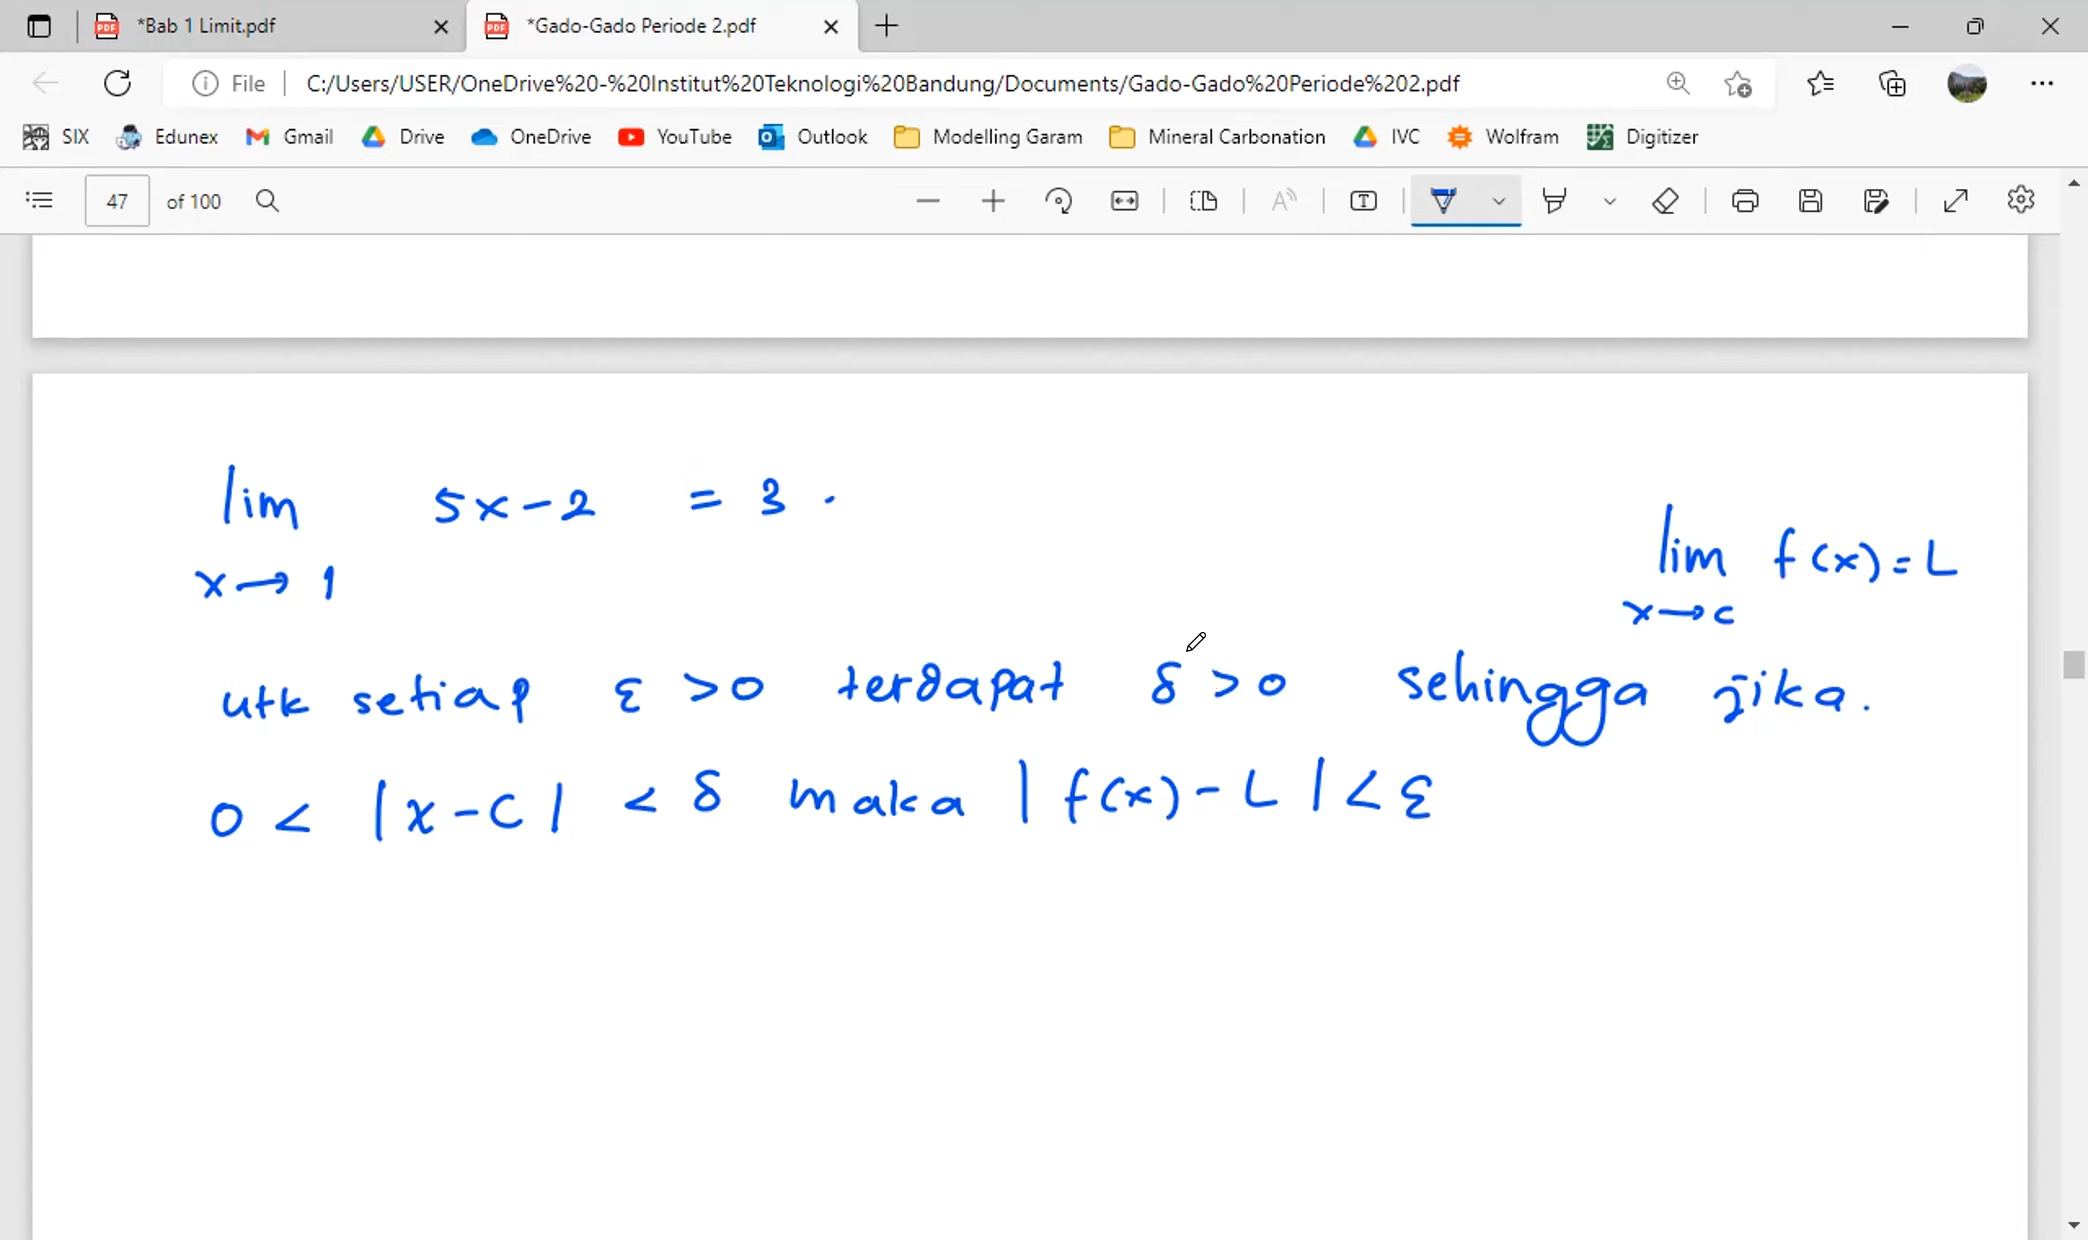 *Bab 1 Limit.pdf *Gado-Gado Periode 2.pdf
File C:/Users/USER/OneDrive%20-%20Institut%20Teknologi%20Bandung/Documents/Gado-Gado%20Periode%202.pdf
SIX Edunex Gmail Drive OneDrive YouTube Outlook Modelling Garam Mineral Carbonation IVC Wolfram Digitizer
47 of 100
lim 5x-2 = 3 .
x→1
lim f(x)=L
x→c
utk setiap ε >0 terdapat δ >0 sehingga jika.
0 < |x-c| < δ maka |f(x)-L|<ε